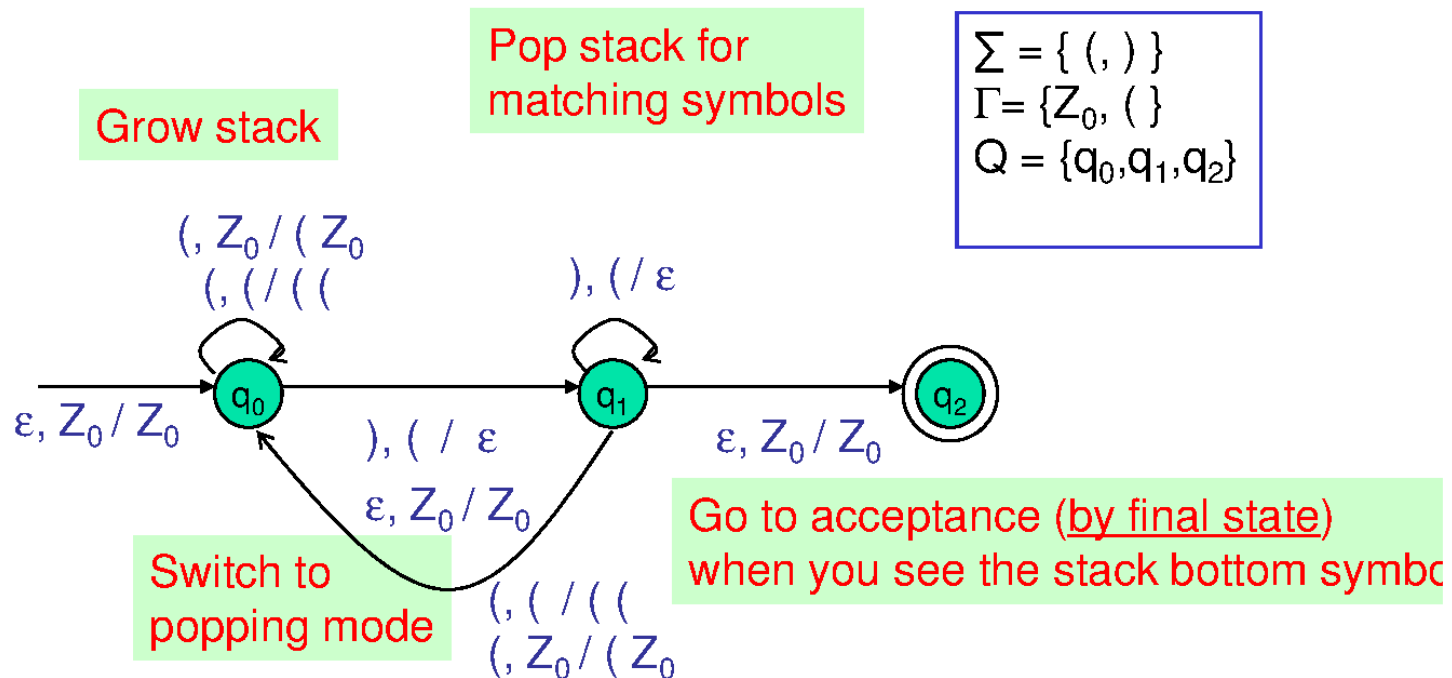 Grow stack
Pop stack for
matching symbols
∑ = { (, ) }
Γ= {Z₀, ( }
Q = {q₀,q₁,q₂}
(, Z₀ / ( Z₀
(, ( / ( (
), ( / ε
q₀
q₁
q₂
ε, Z₀ / Z₀
), ( / ε
ε, Z₀ / Z₀
ε, Z₀ / Z₀
Switch to
popping mode
(, ( / ( (
(, Z₀ / ( Z₀
Go to acceptance (by final state)
when you see the stack bottom symbo